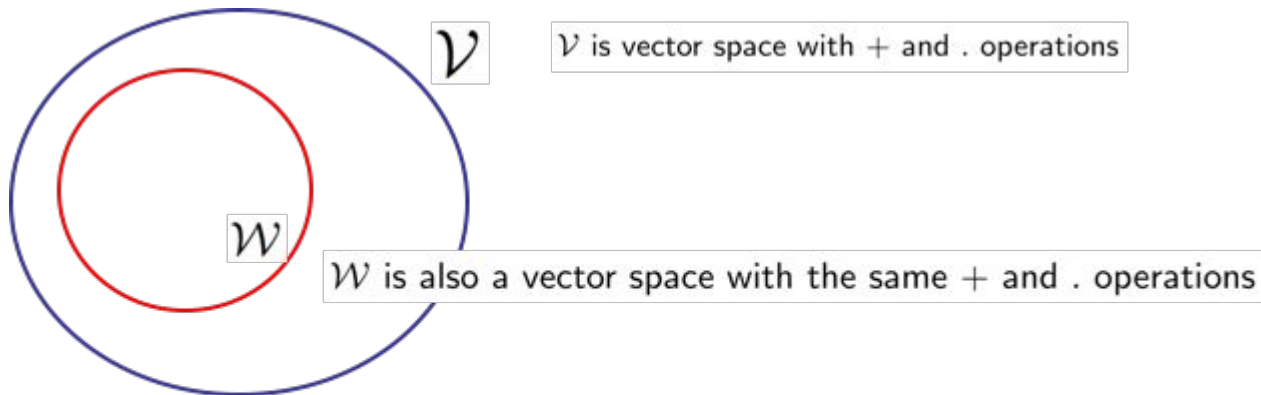 𝒱
𝒱 is vector space with + and . operations
𝒲
𝒲 is also a vector space with the same + and . operations